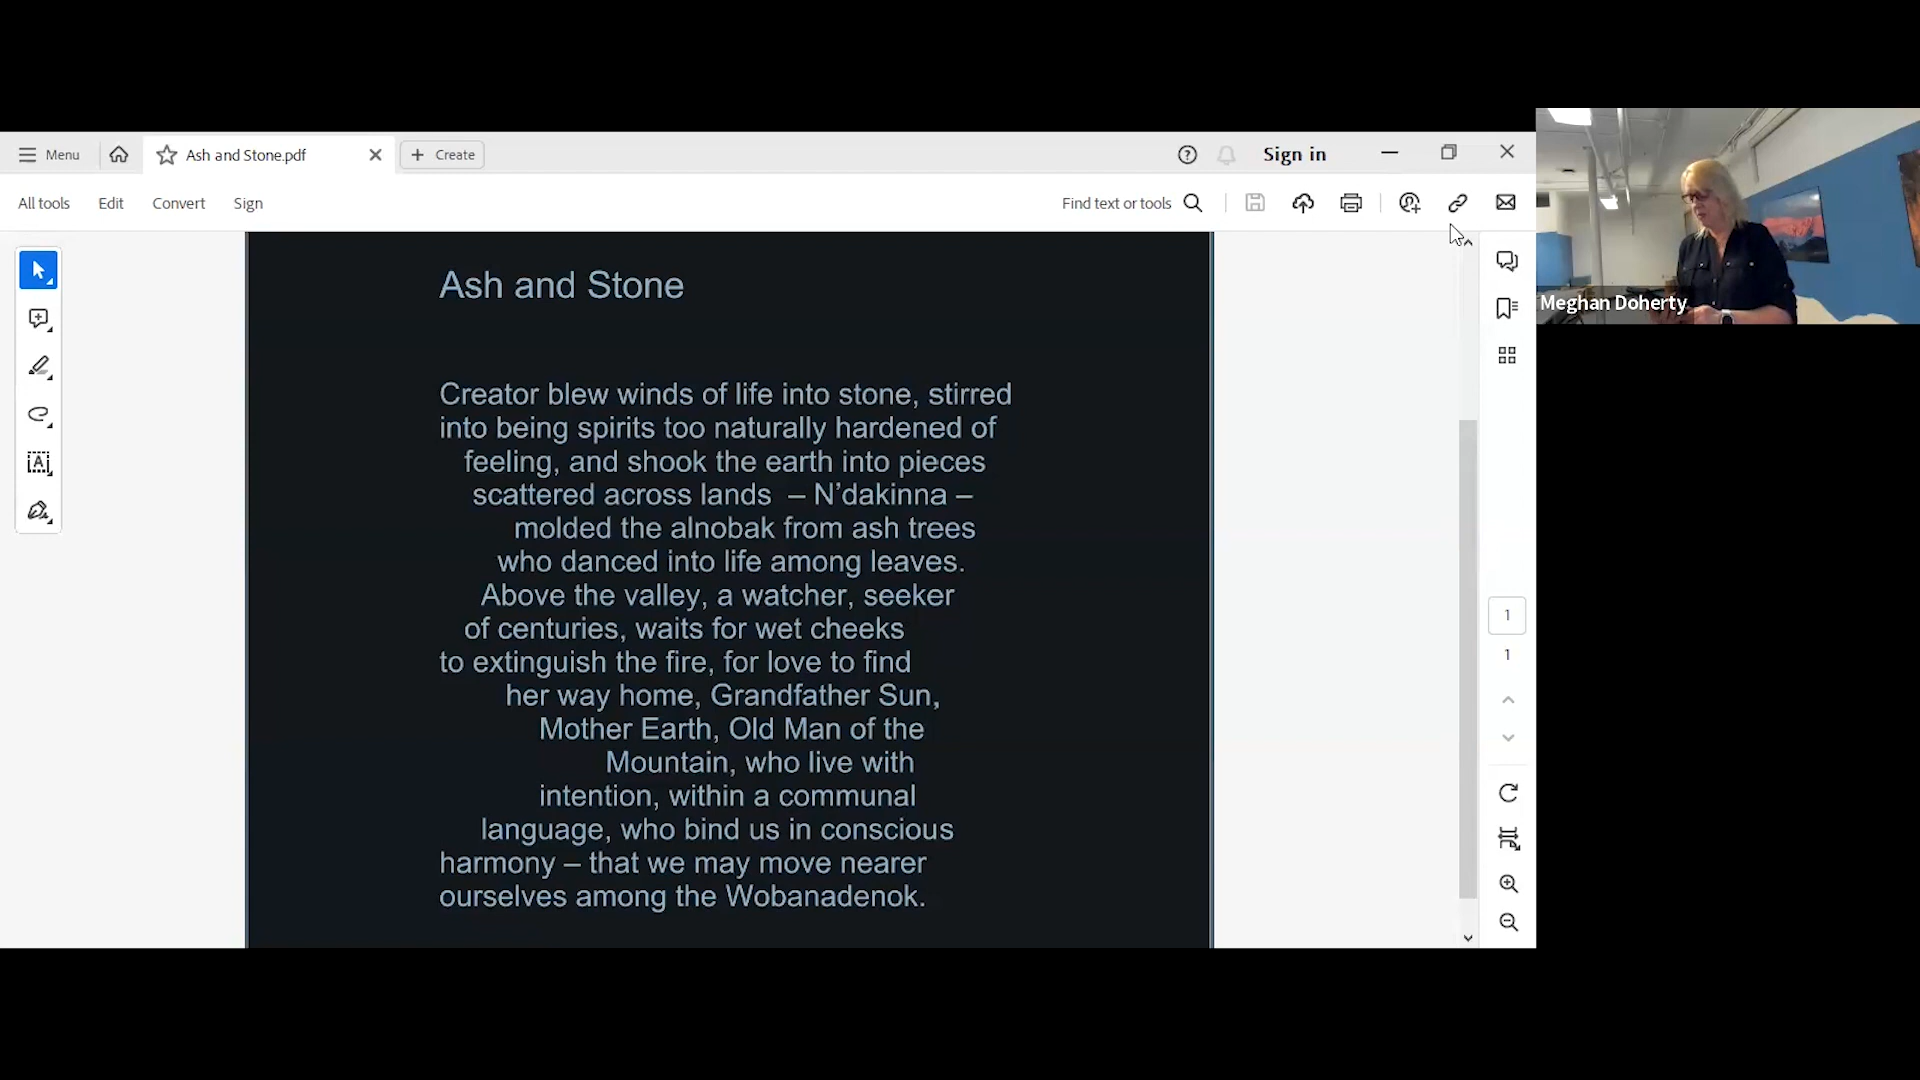 Menu
Ash and Stone.pdf
Create
Sign in
All tools
Edit
Convert
Sign
Find text or tools
Meghan Doherty
Ash and Stone
Creator blew winds of life into stone, stirred
into being spirits too naturally hardened of
feeling, and shook the earth into pieces
scattered across lands – N’dakinna –
molded the alnobak from ash trees
who danced into life among leaves.
Above the valley, a watcher, seeker
of centuries, waits for wet cheeks
to extinguish the fire, for love to find
her way home, Grandfather Sun,
Mother Earth, Old Man of the
Mountain, who live with
intention, within a communal
language, who bind us in conscious
harmony – that we may move nearer
ourselves among the Wobanadenok.
1
1